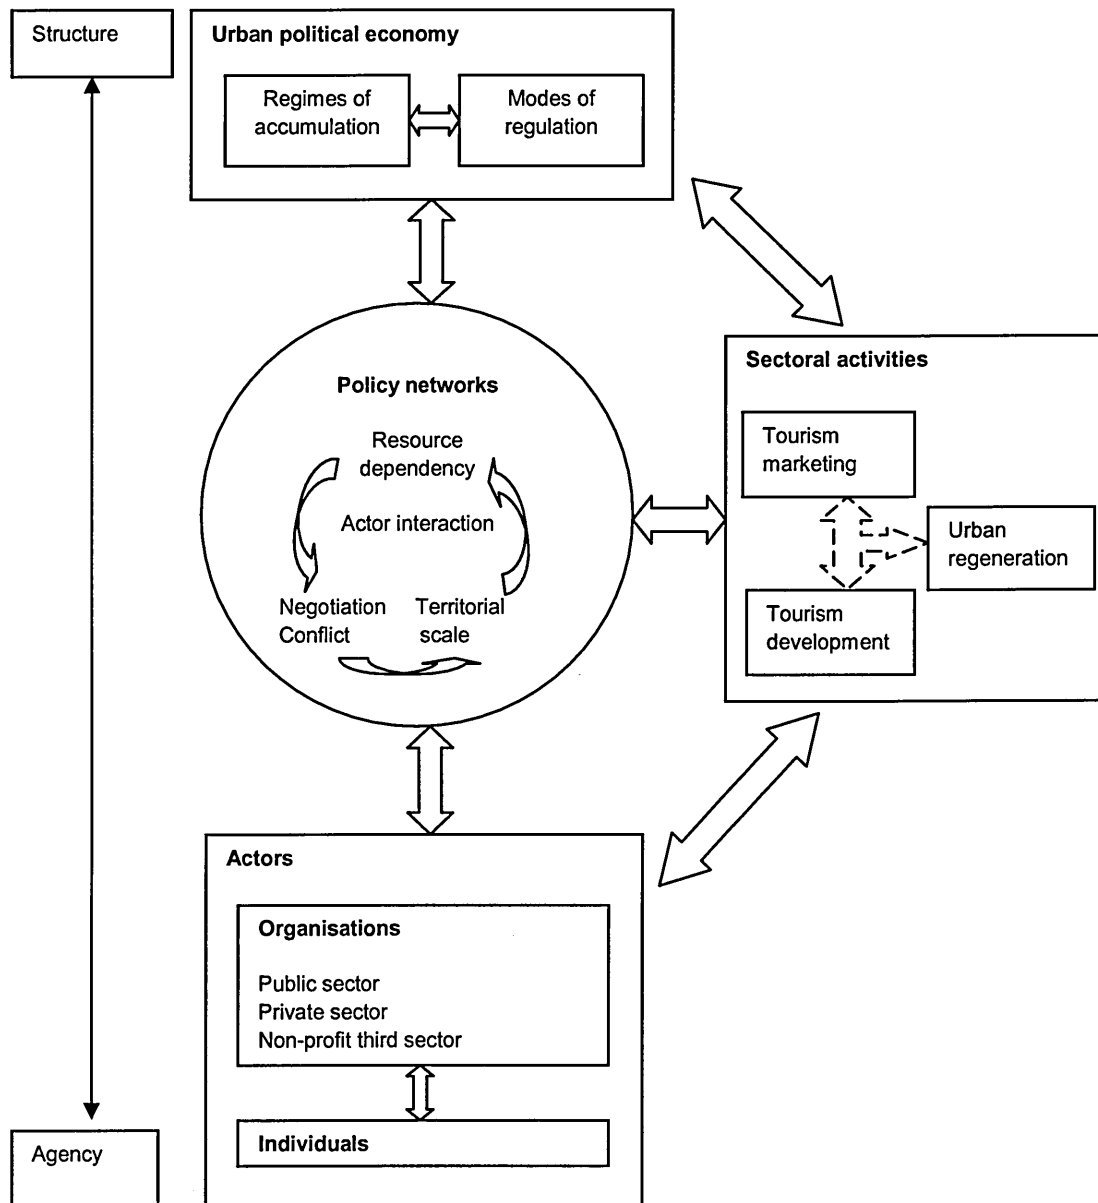 Structure
Urban political economy
Regimes of
accumulation
Modes of
regulation
Policy networks
Resource
dependency
Actor interaction
Negotiation
Conflict
Territorial
scale
Sectoral activities
Tourism
marketing
Urban
regeneration
Tourism
development
Actors
Organisations
Public sector
Private sector
Non-profit third sector
Individuals
Agency